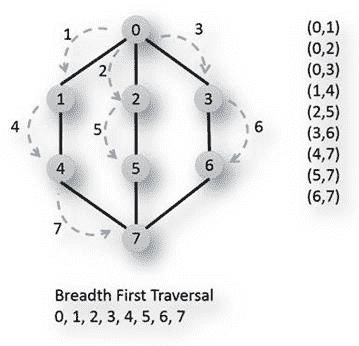 0
1 3
2
1 2 3
4 5 6
4 5 6
7
7
(0,1)
(0,2)
(0,3)
(1,4)
(2,5)
(3,6)
(4,7)
(5,7)
(6,7)
Breadth First Traversal
0, 1, 2, 3, 4, 5, 6, 7